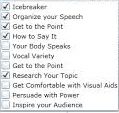 Icebreaker
Organize your Speech
Get to the Point
How to Say It
Your Body Speaks
Vocal Variety
Get to the Point
Research Your Topic
Get Comfortable with Visual Aids
Persuade with Power
Inspire your Audience